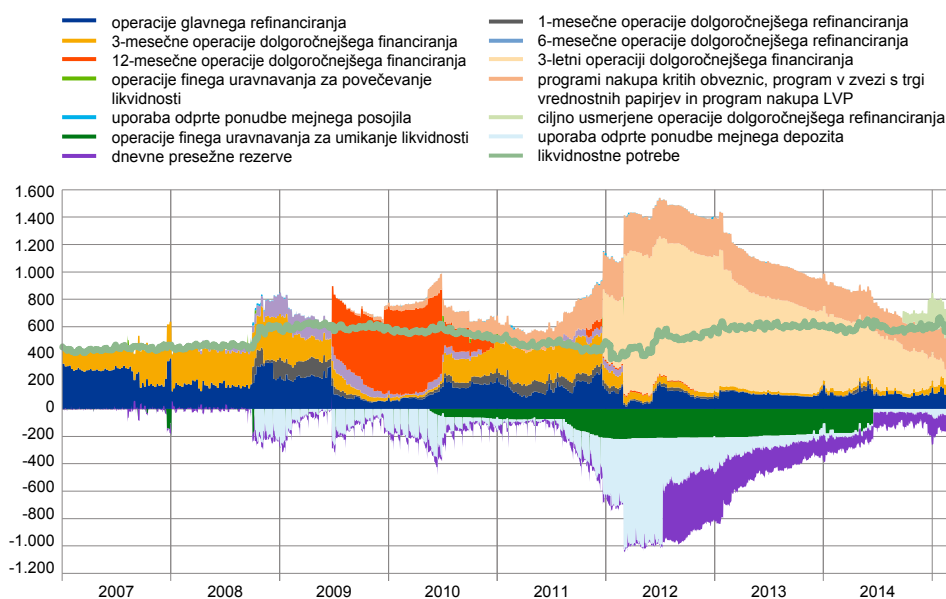 operacije glavnega refinanciranja
3-mesečne operacije dolgoročnejšega financiranja
12-mesečne operacije dolgoročnejšega financiranja
operacije finega uravnavanja za povečevanje
likvidnosti
uporaba odprte ponudbe mejnega posojila
operacije finega uravnavanja za umikanje likvidnosti
dnevne presežne rezerve
1-mesečne operacije dolgoročnejšega refinanciranja
6-mesečne operacije dolgoročnejšega refinanciranja
3-letni operaciji dolgoročnejšega financiranja
programi nakupa kritih obveznic, program v zvezi s trgi
vrednostnih papirjev in program nakupa LVP
ciljno usmerjene operacije dolgoročnejšega refinanciranja
uporaba odprte ponudbe mejnega depozita
likvidnostne potrebe
1.600
1.400
1.200
1.000
800
600
400
200
0
-200
-400
-600
-800
-1.000
-1.200
2007 2008 2009 2010 2011 2012 2013 2014